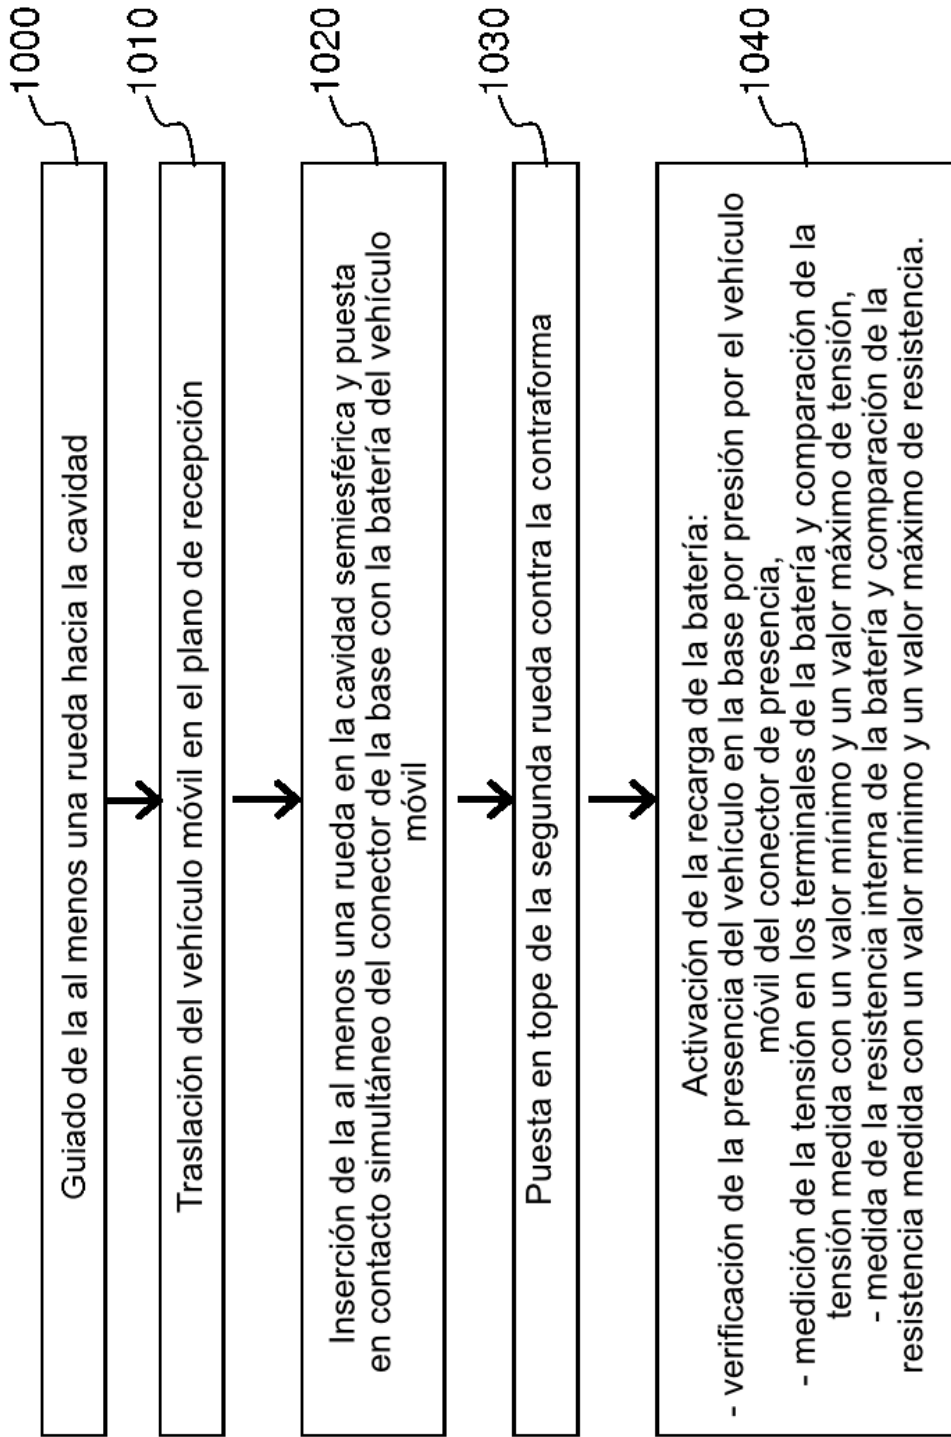 1000
Guiado de la al menos una rueda hacia la cavidad
1010
Traslación del vehículo móvil en el plano de recepción
1020
Inserción de la al menos una rueda en la cavidad semiesférica y puesta
en contacto simultáneo del conector de la base con la batería del vehículo
móvil
1030
Puesta en tope de la segunda rueda contra la contraforma
1040
Activación de la recarga de la batería:
- verificación de la presencia del vehículo en la base por presión por el vehículo
móvil del conector de presencia,
- medición de la tensión en los terminales de la batería y comparación de la
tensión medida con un valor mínimo y un valor máximo de tensión,
- medida de la resistencia interna de la batería y comparación de la
resistencia medida con un valor mínimo y un valor máximo de resistencia.